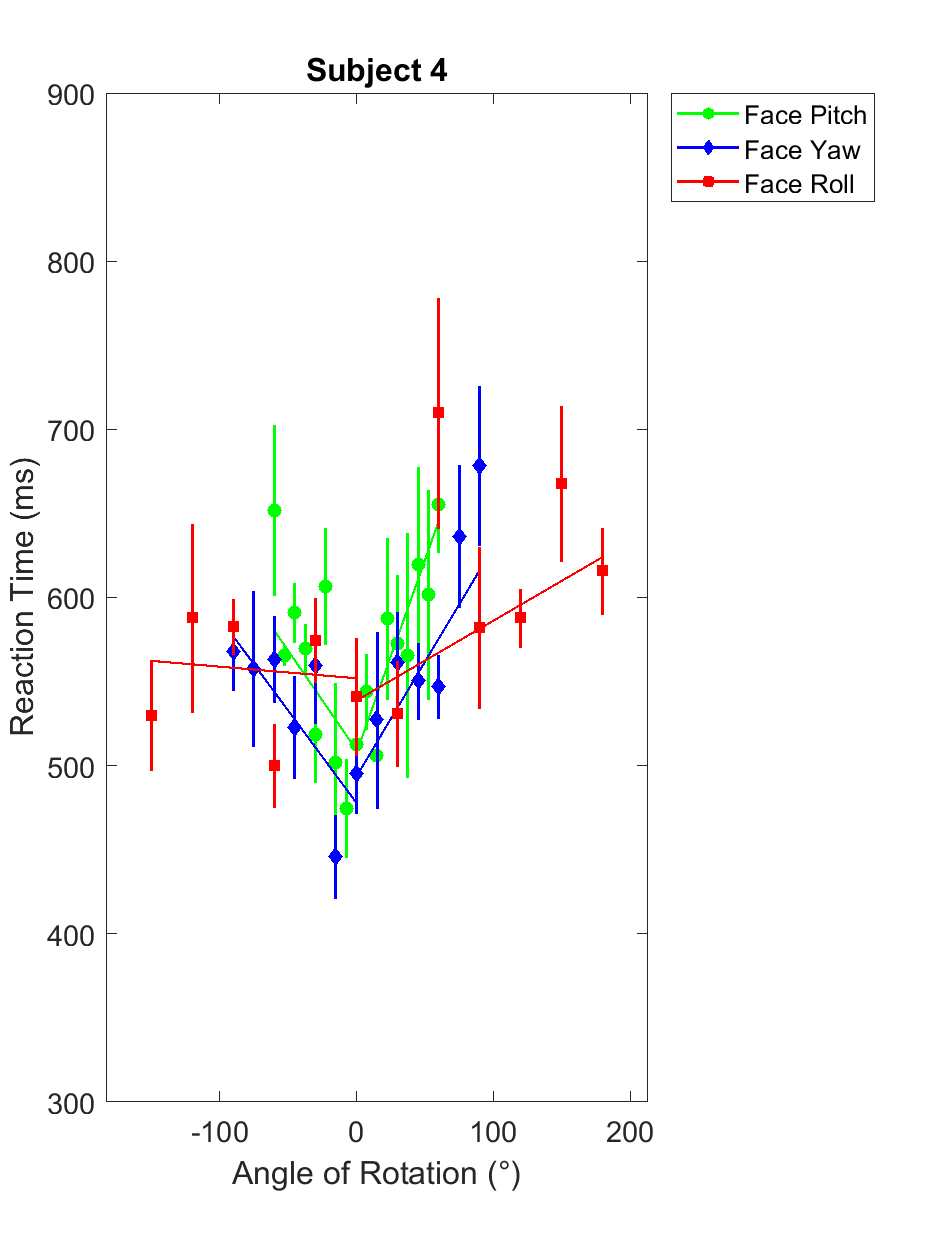 Subject 4
900
800
700
600
500
400
300
Reaction Time (ms)
-100
0
100
200
Angle of Rotation (°)
Face Pitch
Face Yaw
Face Roll